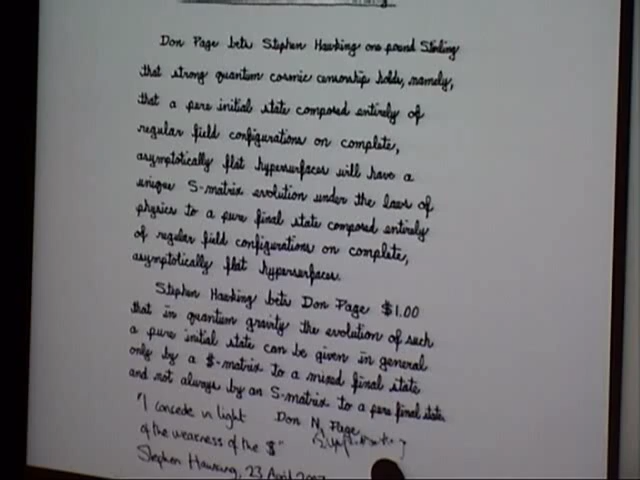 Don Page bets Stephen Hawking one pound Sterling
that strong quantum cosmic censorship holds, namely,
that a pure initial state composed entirely of
regular field configurations on complete,
asymptotically flat hypersurfaces will have a
unique S-matrix evolution under the laws of
physics to a pure final state composed entirely
of regular field configurations on complete,
asymptotically flat hypersurfaces.
Stephen Hawking bets Don Page $1.00
that in quantum gravity the evolution of such
a pure initial state can be given in general
only by a $-matrix to a mixed final state
and not always by an S-matrix to a pure final state.
"I concede in light
of the weakness of the $"
Stephen Hawking, 23 April
Don N. Page